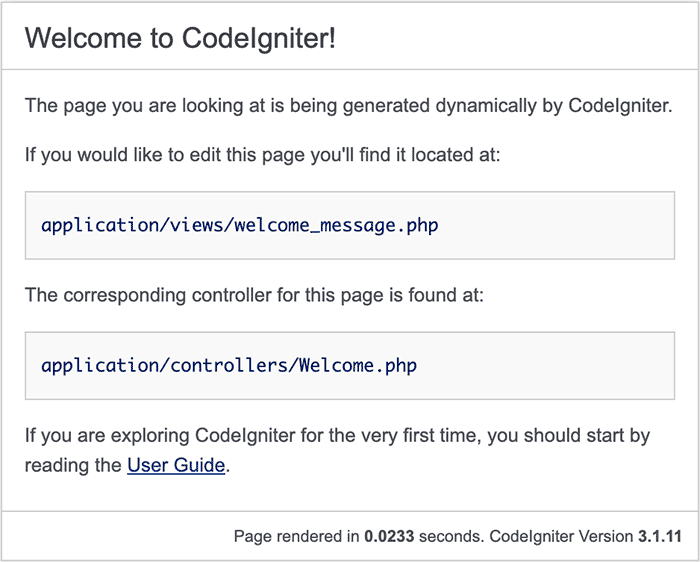 Welcome to CodeIgniter!
The page you are looking at is being generated dynamically by CodeIgniter.
If you would like to edit this page you'll find it located at:
application/views/welcome_message.php
The corresponding controller for this page is found at:
application/controllers/Welcome.php
If you are exploring CodeIgniter for the very first time, you should start by
reading the User Guide.
Page rendered in 0.0233 seconds. CodeIgniter Version 3.1.11